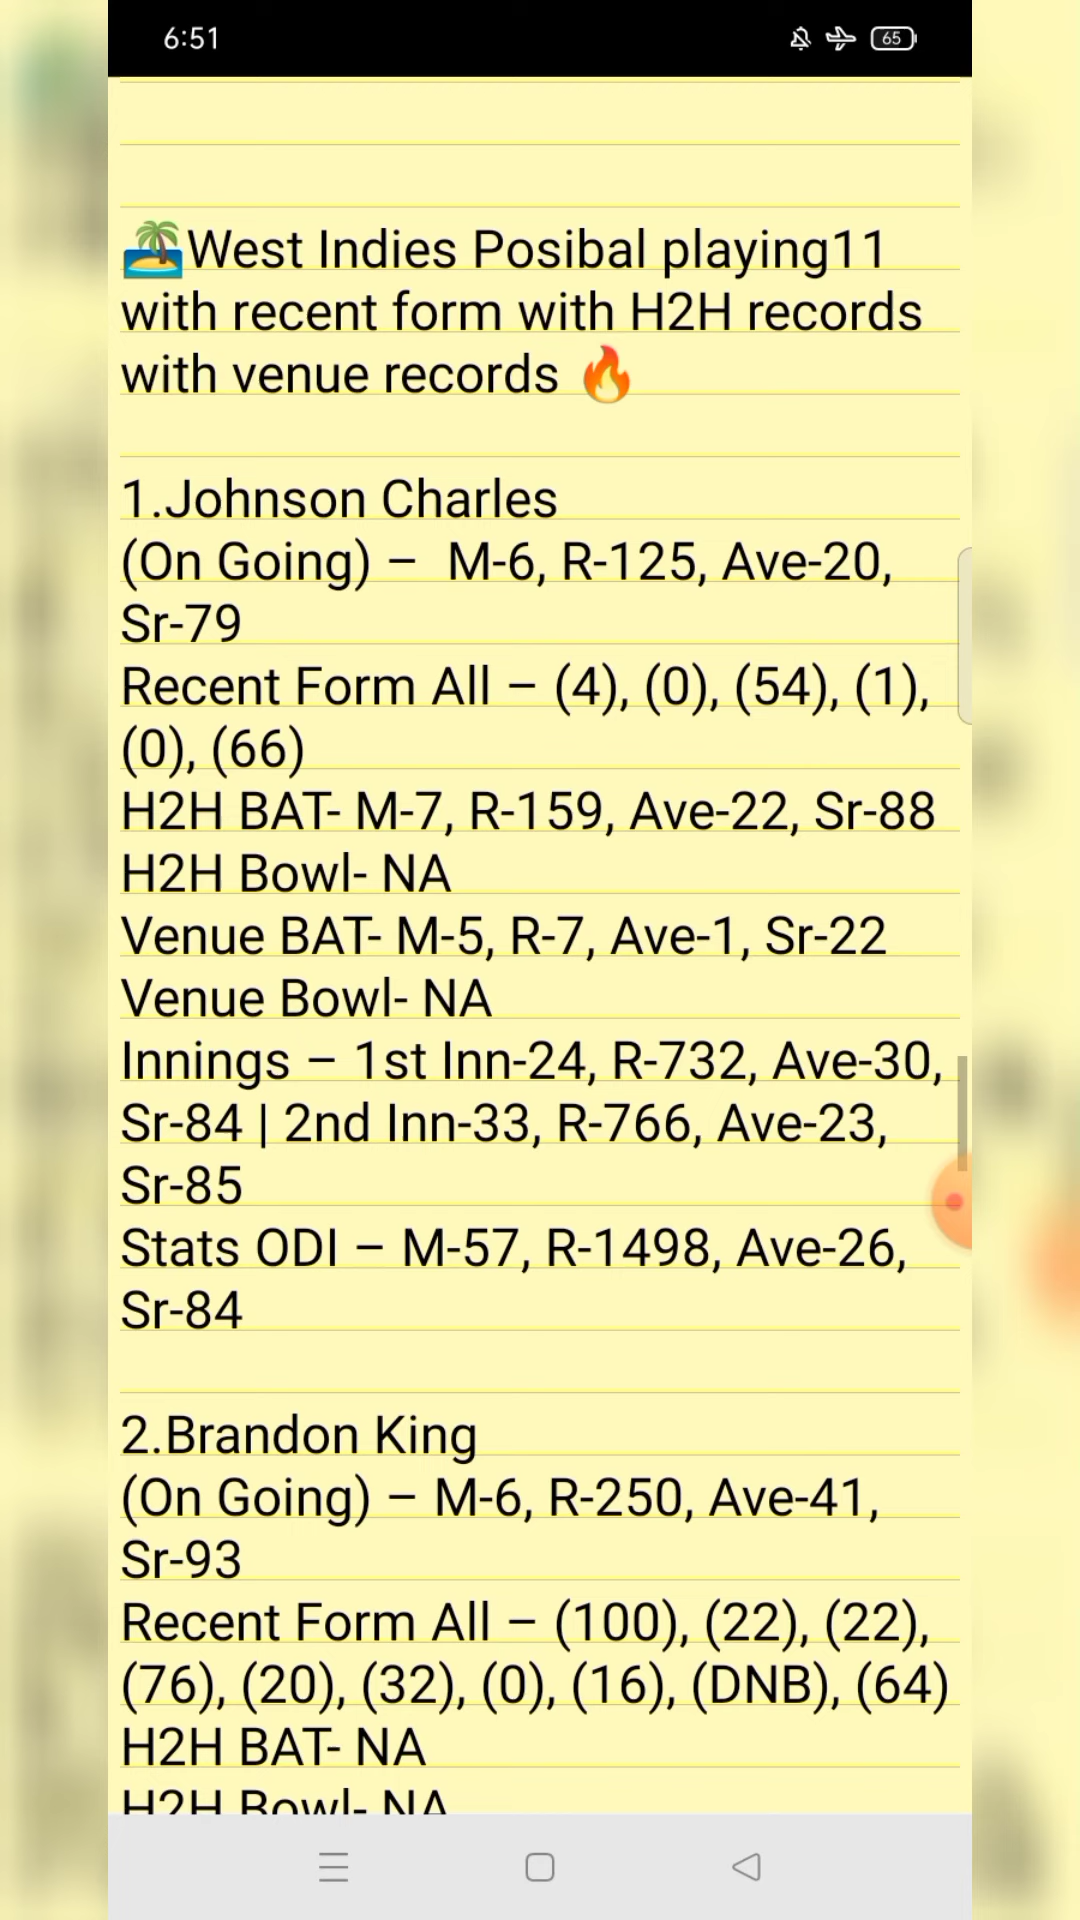 6:51
65
🏝️West Indies Posibal playing11
with recent form with H2H records
with venue records 🔥
1.Johnson Charles
(On Going) – M-6, R-125, Ave-20,
Sr-79
Recent Form All – (4), (0), (54), (1),
(0), (66)
H2H BAT- M-7, R-159, Ave-22, Sr-88
H2H Bowl- NA
Venue BAT- M-5, R-7, Ave-1, Sr-22
Venue Bowl- NA
Innings – 1st Inn-24, R-732, Ave-30,
Sr-84 | 2nd Inn-33, R-766, Ave-23,
Sr-85
Stats ODI – M-57, R-1498, Ave-26,
Sr-84
2.Brandon King
(On Going) – M-6, R-250, Ave-41,
Sr-93
Recent Form All – (100), (22), (22),
(76), (20), (32), (0), (16), (DNB), (64)
H2H BAT- NA
H2H Bowl- NA